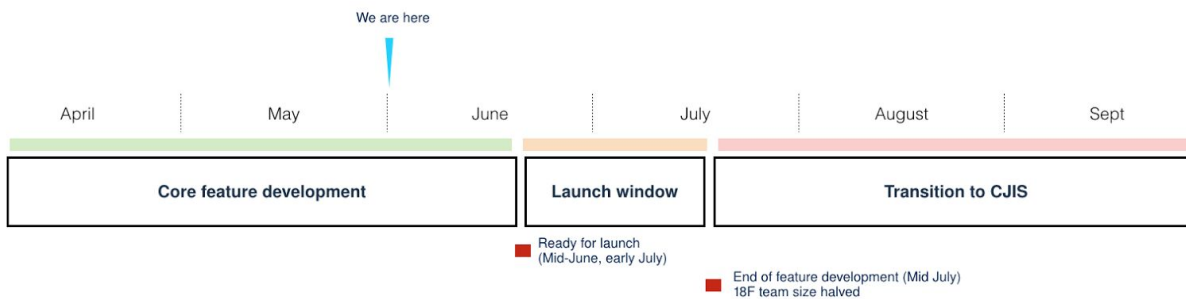 We are here
April May June July August Sept
Core feature development Launch window Transition to CJIS
Ready for launch
(Mid-June, early July)
End of feature development (Mid July)
18F team size halved